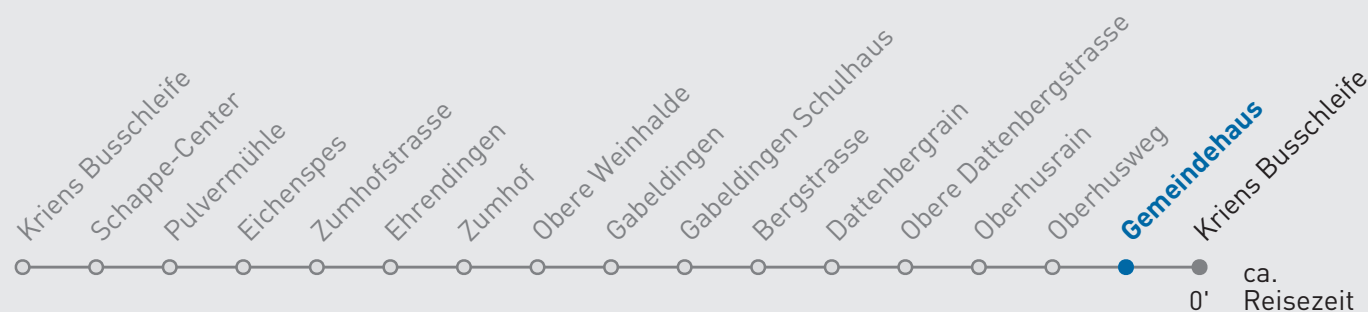 Kriens Busschleife
Schappe-Center
Pulvermühle
Eichenspes
Zumhofstrasse
Ehrendingen
Zumhof
Obere Weinhalde
Gabeldingen
Gabeldingen Schulhaus
Bergstrasse
Dattenbergrain
Obere Dattenbergstrasse
Oberhusrain
Oberhusweg
Gemeindehaus
Kriens Busschleife
ca.
0' Reisezeit